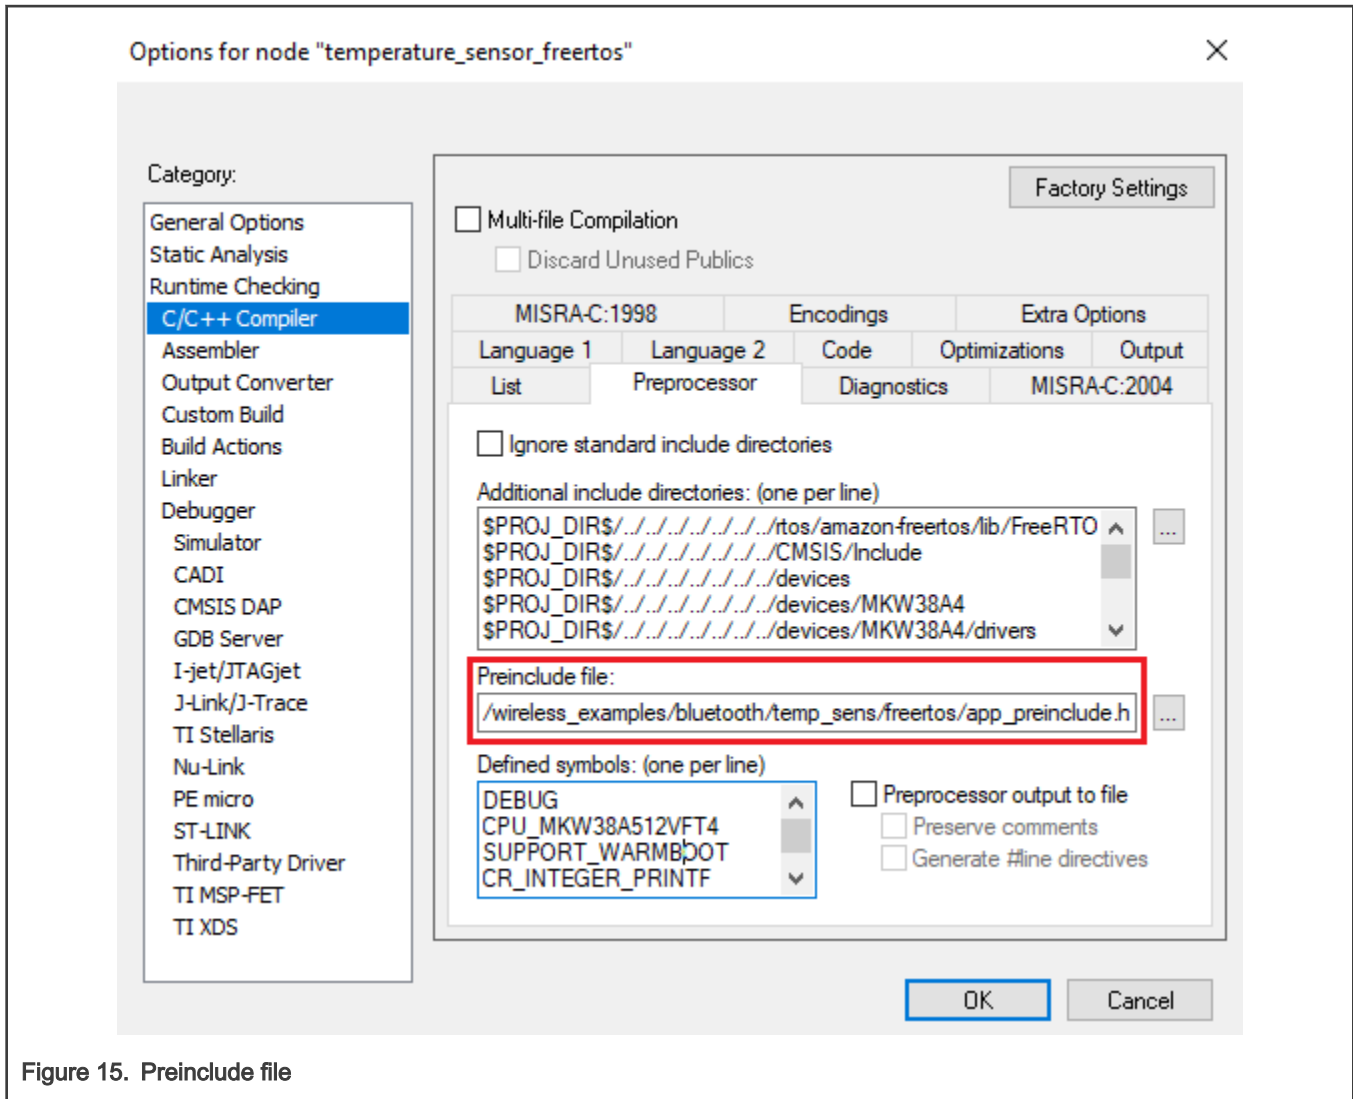 Options for node "temperature_sensor_freertos"
Category:
General Options
Static Analysis
Runtime Checking
C/C++ Compiler
Assembler
Output Converter
Custom Build
Build Actions
Linker
Debugger
Simulator
CADI
CMSIS DAP
GDB Server
I-jet/JTAGjet
J-Link/J-Trace
TI Stellaris
Nu-Link
PE micro
ST-LINK
Third-Party Driver
TI MSP-FET
TI XDS
Factory Settings
Multi-file Compilation
Discard Unused Publics
MISRA-C:1998 Encodings Extra Options
Language 1 Language 2 Code Optimizations Output
List Preprocessor Diagnostics MISRA-C:2004
Ignore standard include directories
Additional include directories: (one per line)
$PROJ_DIR$/../../../../../../../rtos/amazon-freertos/lib/FreeRTO
...
$PROJ_DIR$/../../../../../../../CMSIS/Include
$PROJ_DIR$/../../../../../../../devices
$PROJ_DIR$/../../../../../../../devices/MKW38A4
$PROJ_DIR$/../../../../../../../devices/MKW38A4/drivers
Preinclude file:
/wireless_examples/bluetooth/temp_sens/freertos/app_preinclude.h
...
Defined symbols: (one per line)
DEBUG
CPU_MKW38A512VFT4
SUPPORT_WARMBOOT
CR_INTEGER_PRINTF
Preprocessor output to file
Preserve comments
Generate #line directives
OK Cancel
Figure 15. Preinclude file